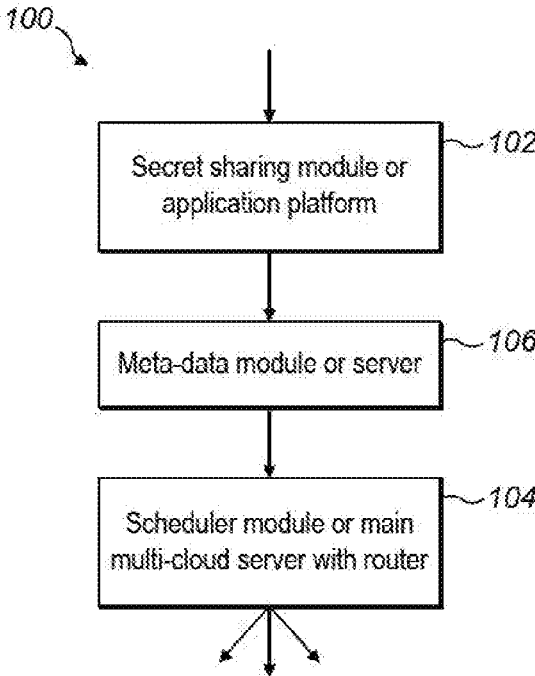 100
102
Secret sharing module or
application platform
106
Meta-data module or server
104
Scheduler module or main
multi-cloud server with router